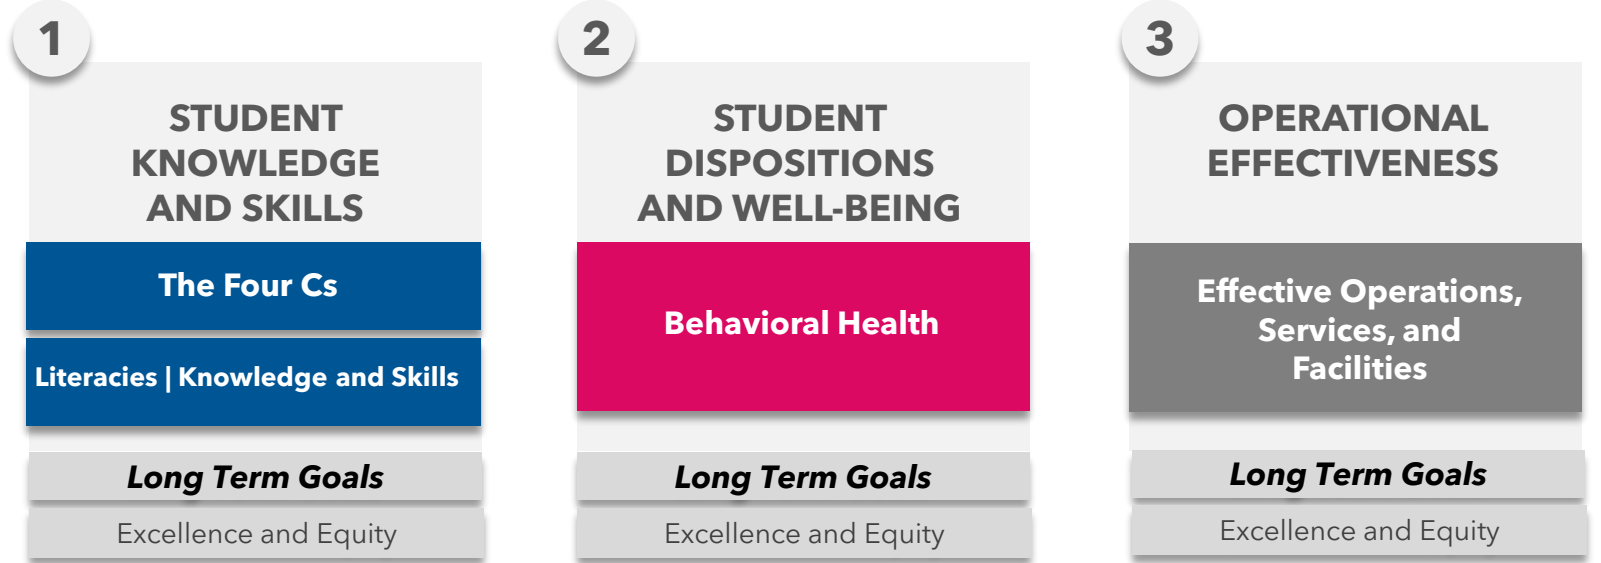 1
STUDENT
KNOWLEDGE
AND SKILLS
The Four Cs
Literacies | Knowledge and Skills
Long Term Goals
Excellence and Equity
2
STUDENT
DISPOSITIONS
AND WELL-BEING
Behavioral Health
Long Term Goals
Excellence and Equity
3
OPERATIONAL
EFFECTIVENESS
Effective Operations,
Services, and
Facilities
Long Term Goals
Excellence and Equity